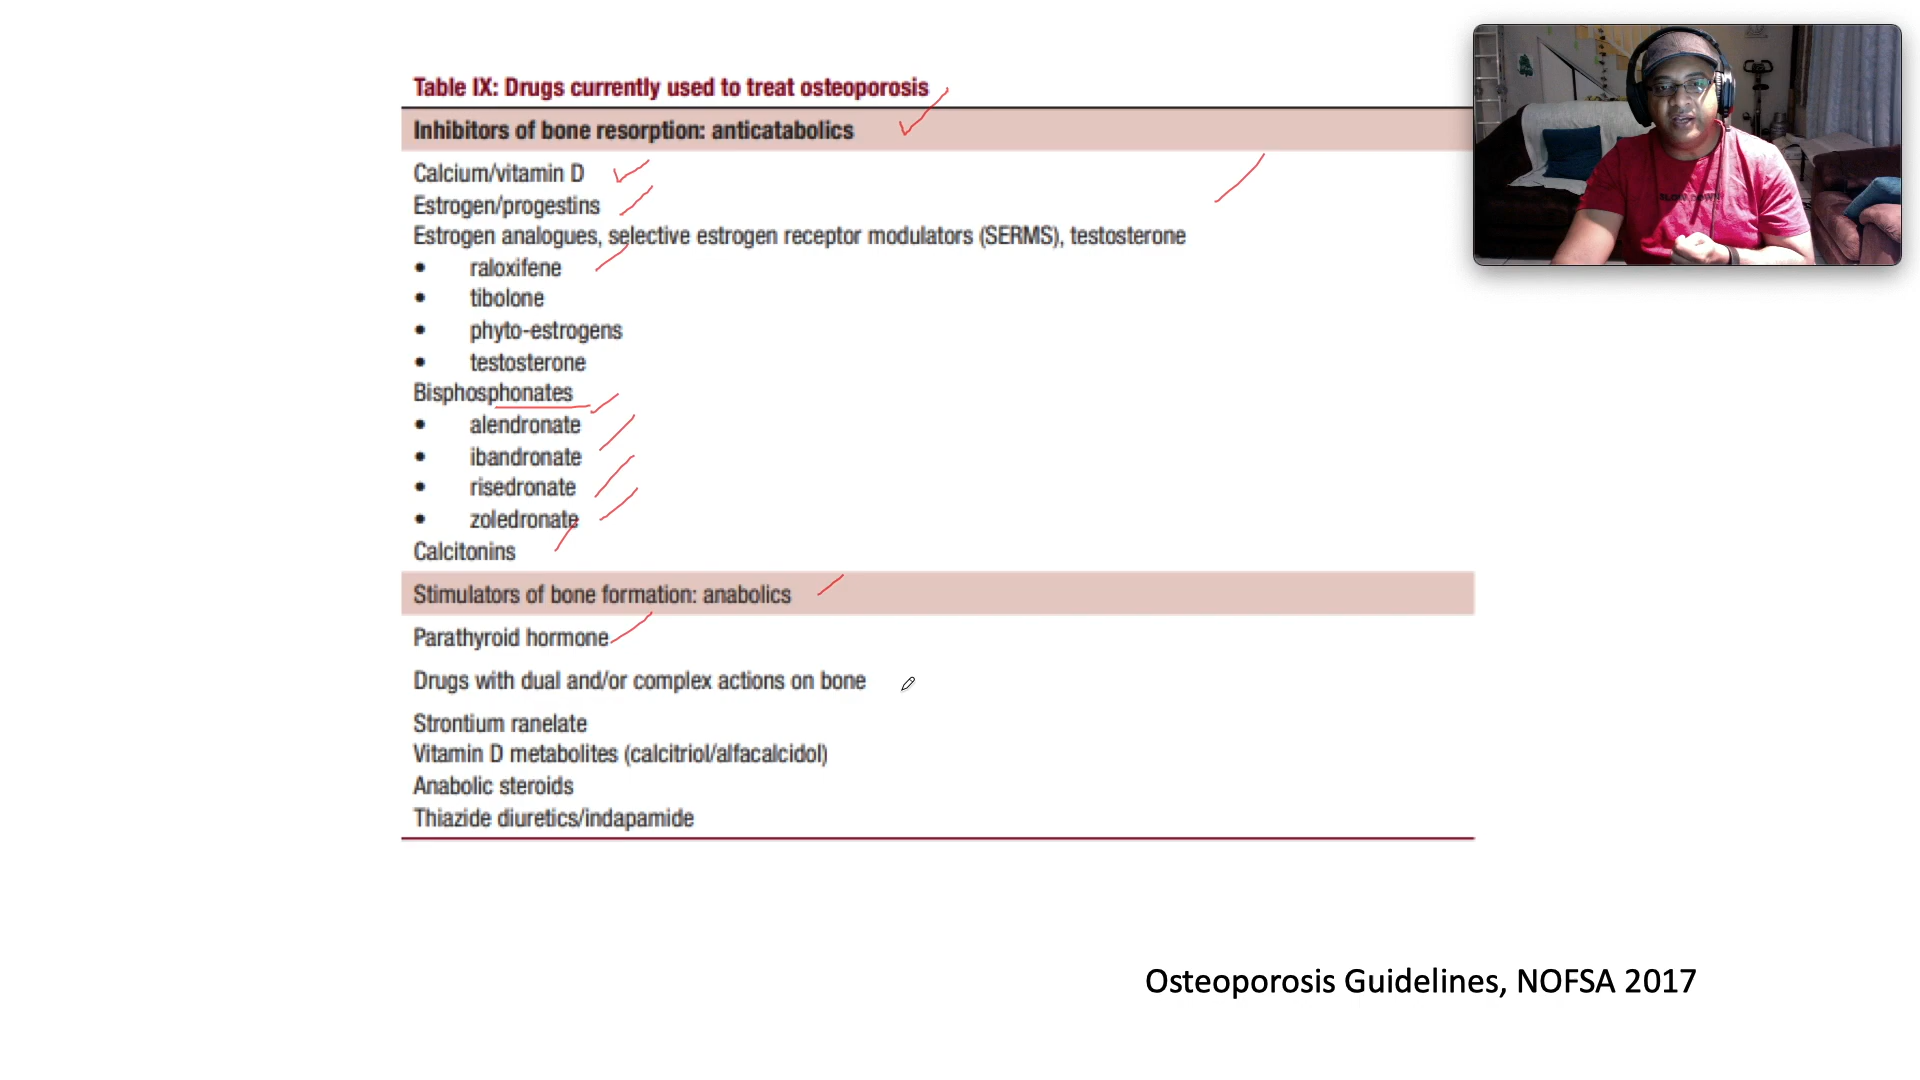 Table IX: Drugs currently used to treat osteoporosis
Inhibitors of bone resorption: anticatabolics
Calcium/vitamin D
Estrogen/progestins
Estrogen analogues, selective estrogen receptor modulators (SERMS), testosterone
• raloxifene
• tibolone
• phyto-estrogens
• testosterone
Bisphosphonates
• alendronate
• ibandronate
• risedronate
• zoledronate
Calcitonins
Stimulators of bone formation: anabolics
Parathyroid hormone
Drugs with dual and/or complex actions on bone
Strontium ranelate
Vitamin D metabolites (calcitriol/alfacalcidol)
Anabolic steroids
Thiazide diuretics/indapamide
Osteoporosis Guidelines, NOFSA 2017